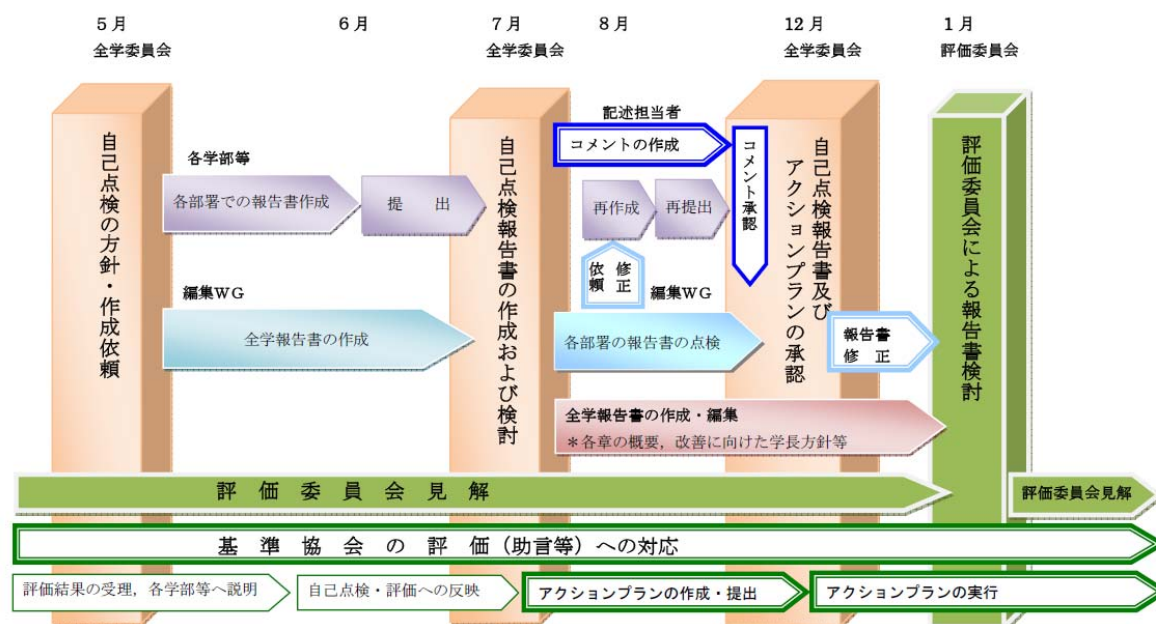 5月
全学委員会
6月
7月
全学委員会
8月
12月
全学委員会
1月
評価委員会
自己点検の方針・作成依頼
各学部等
各部署での報告書作成
提 出
編集WG
全学報告書の作成
自己点検報告書の作成および検討
記述担当者
コメントの作成
コメント承認
再作成
再提出
修正
依頼
編集WG
各部署の報告書の点検
自己点検報告書及び
アクションプランの承認
報告書
修 正
全学報告書の作成・編集
＊各章の概要，改善に向けた学長方針等
評価委員会による報告書検討
評 価 委 員 会 見 解
評価委員会見解
基 準 協 会 の 評 価（助言等）への対応
評価結果の受理，各学部等へ説明
自己点検・評価への反映
アクションプランの作成・提出
アクションプランの実行